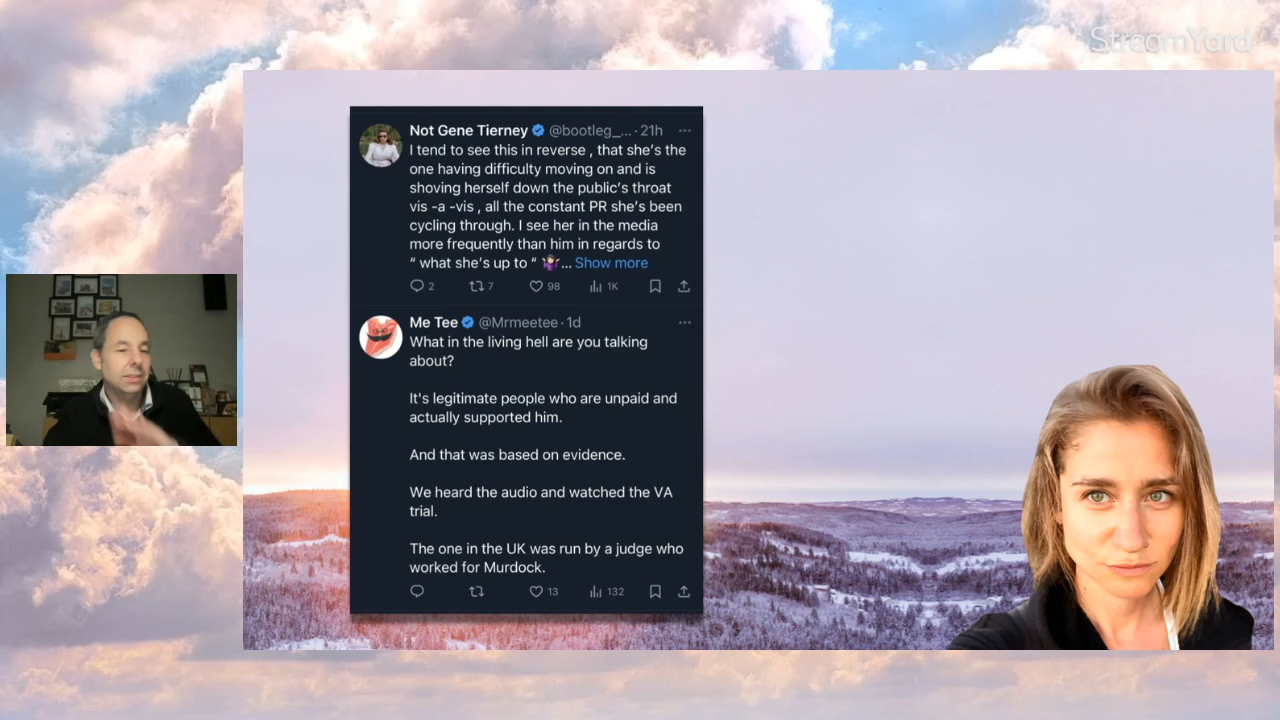 StreamYard
Not Gene Tierney @bootleg_... · 21h
I tend to see this in reverse , that she's the
one having difficulty moving on and is
shoving herself down the public's throat
vis -a -vis , all the constant PR she's been
cycling through. I see her in the media
more frequently than him in regards to
“ what she's up to “ 🤷🏻‍♀️... Show more
2 7 98 1K
Me Tee @Mrmeetee · 1d
What in the living hell are you talking
about?
It's legitimate people who are unpaid and
actually supported him.
And that was based on evidence.
We heard the audio and watched the VA
trial.
The one in the UK was run by a judge who
worked for Murdock.
13 132